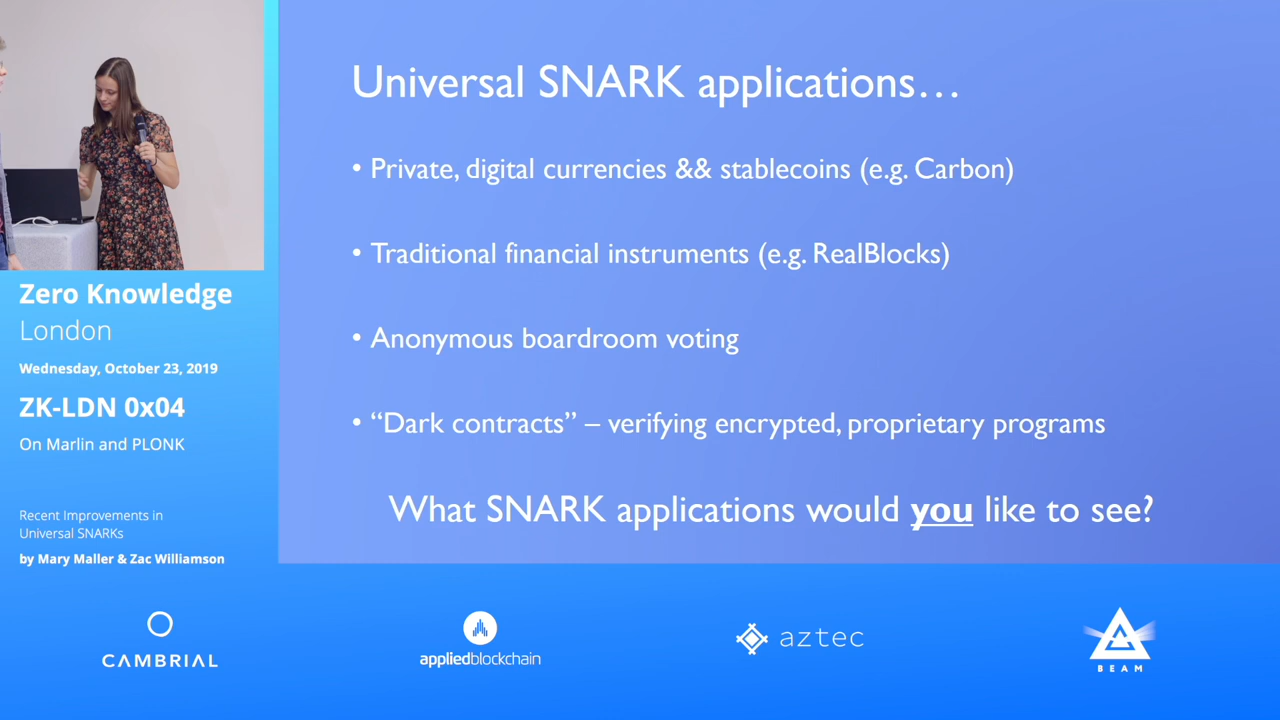 Universal SNARK applications…
• Private, digital currencies && stablecoins (e.g. Carbon)
• Traditional financial instruments (e.g. RealBlocks)
• Anonymous boardroom voting
• “Dark contracts” – verifying encrypted, proprietary programs
What SNARK applications would you like to see?
Zero Knowledge
London
Wednesday, October 23, 2019
ZK-LDN 0x04
On Marlin and PLONK
Recent Improvements in
Universal SNARKs
by Mary Maller & Zac Williamson
CAMBRIAL
appliedblockchain
aztec
BEAM